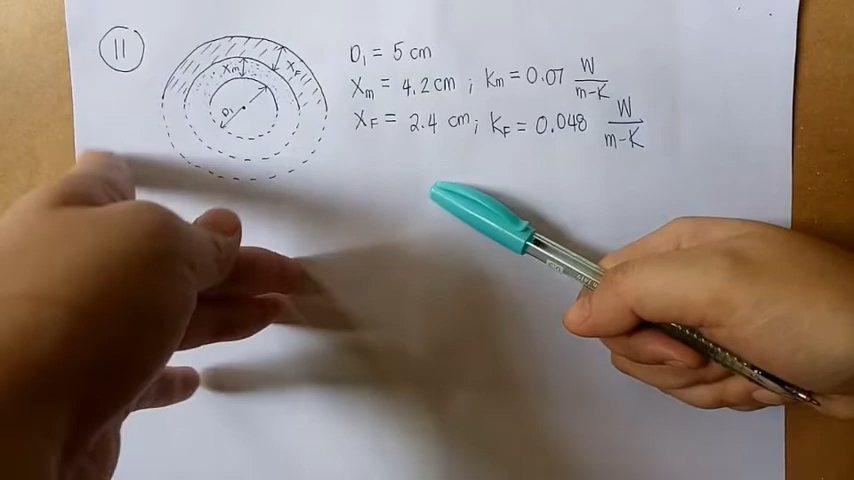 11
D₁ = 5 cm
Xm = 4.2 cm ; Km = 0.07 W/m-K
XF = 2.4 cm ; KF = 0.048 W/m-K
Xm
XF
D₁